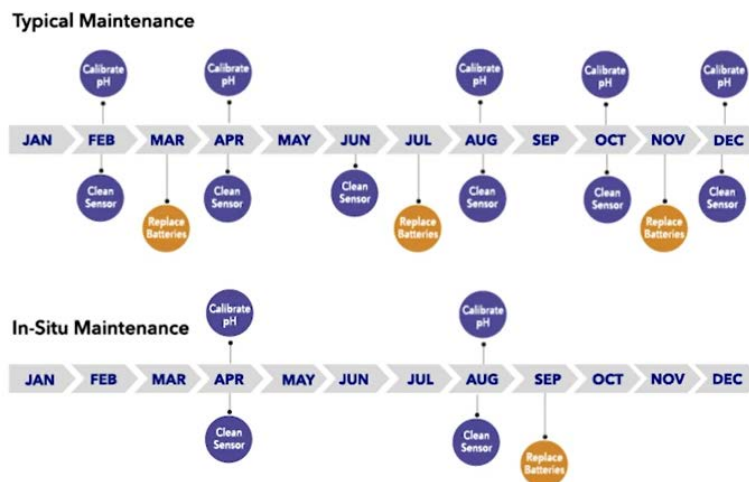 Typical Maintenance
Calibrate
pH
Calibrate
pH
Calibrate
pH
Calibrate
pH
Calibrate
pH
JAN FEB MAR APR MAY JUN JUL AUG SEP OCT NOV DEC
Clean
Sensor
Replace
Batteries
Clean
Sensor
Clean
Sensor
Replace
Batteries
Clean
Sensor
Clean
Sensor
Replace
Batteries
Clean
Sensor
In-Situ Maintenance
Calibrate
pH
Calibrate
pH
JAN FEB MAR APR MAY JUN JUL AUG SEP OCT NOV DEC
Clean
Sensor
Clean
Sensor
Replace
Batteries